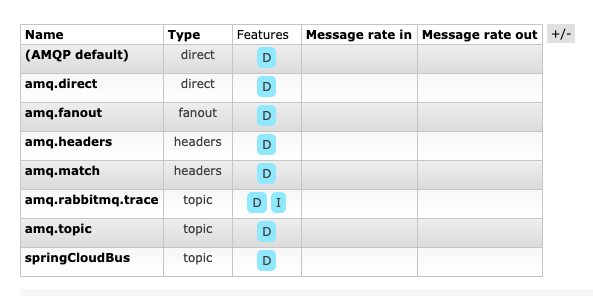 Name Type Features Message rate in Message rate out +/-
(AMQP default) direct D
amq.direct direct D
amq.fanout fanout D
amq.headers headers D
amq.match headers D
amq.rabbitmq.trace topic D I
amq.topic topic D
springCloudBus topic D